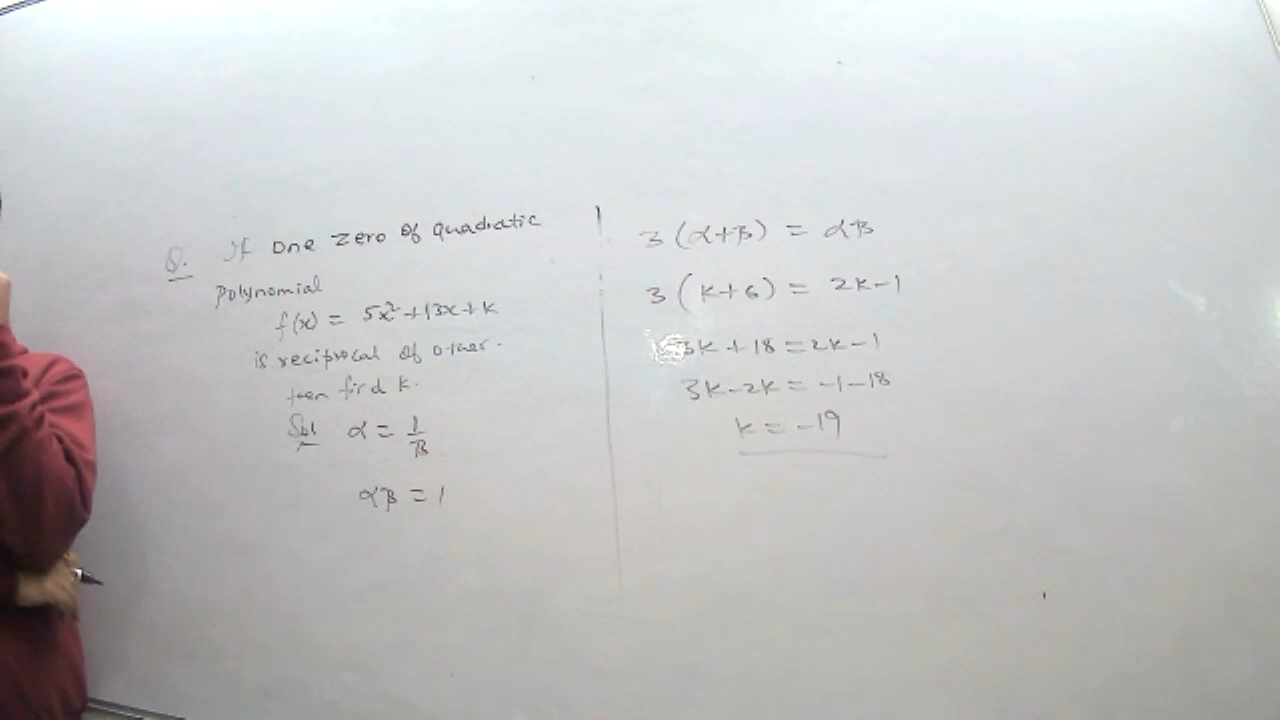 Q. If one zero of quadratic
polynomial
f(x) = 5x² + 13x + k
is reciprocal of other.
then find k.
Sol α = 1/β
αβ = 1
3(α+β) = αβ
3(k+6) = 2k-1
3k + 18 = 2k - 1
3k - 2k = -1 - 18
k = -19